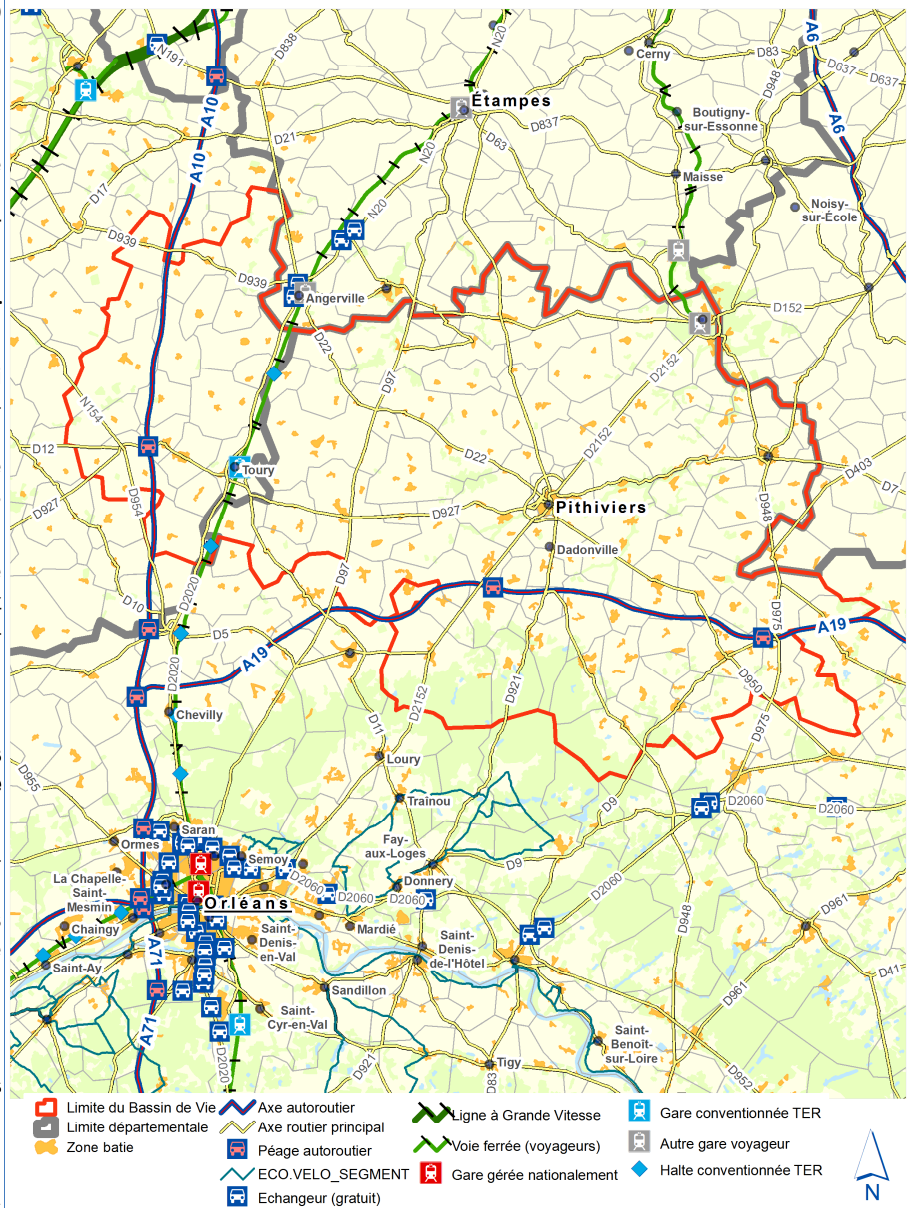 N20
A6
D838
N191
D83
Cerny
D948
D637
D637
A10
Étampes
Boutigny-
sur-Essonne
D837
D21
D63
N20
A6
A10
Maisse
D17
N20
Noisy-
sur-École
D939
D939
Angerville
D152
D22
D2152
D97
N154
D12
D2152
D22
Toury
D403
D7
D954
D927
D927
Pithiviers
D948
Dadonville
D97
D2020
D10
D5
D975
A19
A19
D2020
D921
D950
D2152
Chevilly
D11
D975
Loury
D955
Traînou
D9
D2060
D2060
Saran
Ormes
Fay-
aux-Loges
Semoy
D9
La Chapelle-
Saint-
Mesmin
D2060
D2060
D2060
Donnery
D2060
Orléans
D961
Chaingy
Mardié
D948
Saint-
Denis-
en-Val
Saint-
Denis-
de-l'Hôtel
A71
Saint-Ay
D41
Sandillon
D961
Saint-
Cyr-en-Val
A71
Saint-
Benoît-
sur-Loire
D2020
D921
Tigy
D83
D952
Limite du Bassin de Vie
Limite départementale
Zone batie
Axe autoroutier
Axe routier principal
Péage autoroutier
ECO.VELO_SEGMENT
Echangeur (gratuit)
Ligne à Grande Vitesse
Voie ferrée (voyageurs)
Gare gérée nationalement
Gare conventionnée TER
Autre gare voyageur
Halte conventionnée TER
N